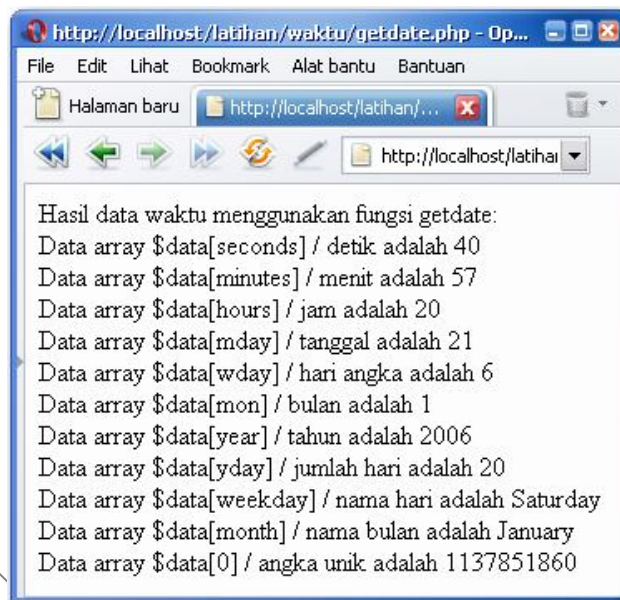 http://localhost/latihan/waktu/getdate.php - Op...
File Edit Lihat Bookmark Alat bantu Bantuan
Halaman baru http://localhost/latihan/...
http://localhost/latihai
Hasil data waktu menggunakan fungsi getdate:
Data array $data[seconds] / detik adalah 40
Data array $data[minutes] / menit adalah 57
Data array $data[hours] / jam adalah 20
Data array $data[mday] / tanggal adalah 21
Data array $data[wday] / hari angka adalah 6
Data array $data[mon] / bulan adalah 1
Data array $data[year] / tahun adalah 2006
Data array $data[yday] / jumlah hari adalah 20
Data array $data[weekday] / nama hari adalah Saturday
Data array $data[month] / nama bulan adalah January
Data array $data[0] / angka unik adalah 1137851860